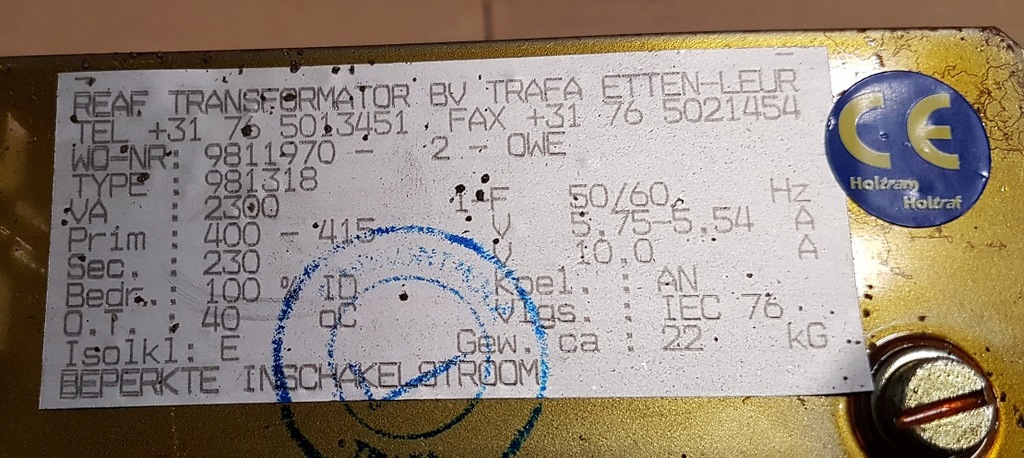 REAF TRANSFORMATOR BV TRAFA ETTEN-LEUR
TEL +31 76 5013451 FAX +31 76 5021454
WO-NR: 9811970 - 2 - OWE
TYPE : 981318
VA : 2300 1-F 50/60 Hz
Prim : 400 - 415 V 5.75-5.54 A
Sec. : 230 V 10.0 A
Bedr. : 100 % ID Koel. : AN
O.T. : 40 oC Vlgs. : IEC 76
Isolkl: E Gew. ca : 22 kG
BEPERKTE INSCHAKELSTROOM
CE
Holtram
Holtraf